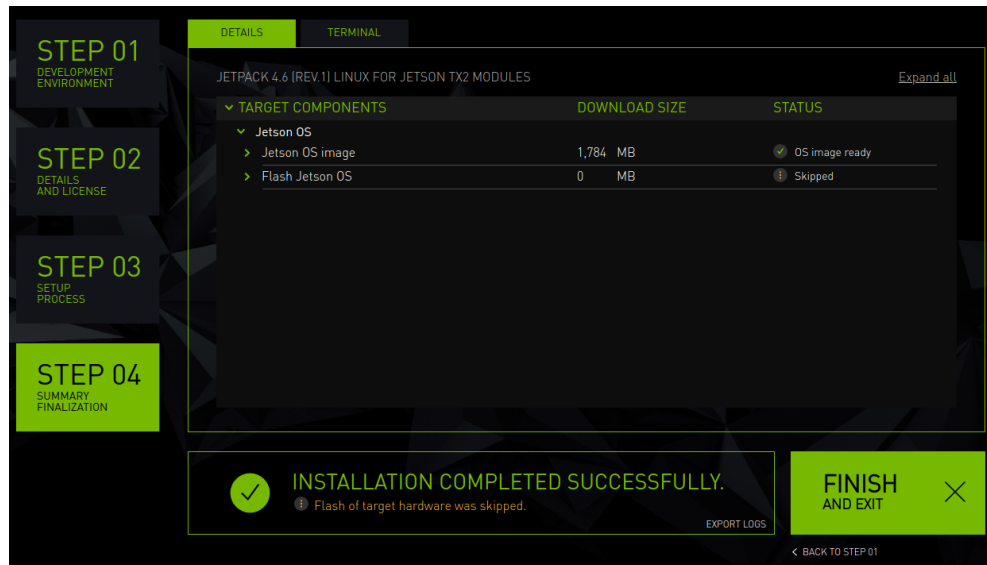 STEP 01
DEVELOPMENT
ENVIRONMENT
STEP 02
DETAILS
AND LICENSE
STEP 03
SETUP
PROCESS
STEP 04
SUMMARY
FINALIZATION
DETAILS TERMINAL
JETPACK 4.6 (REV.1) LINUX FOR JETSON TX2 MODULES Expand all
TARGET COMPONENTS DOWNLOAD SIZE STATUS
Jetson OS
Jetson OS image 1,784 MB OS image ready
Flash Jetson OS 0 MB Skipped
INSTALLATION COMPLETED SUCCESSFULLY.
Flash of target hardware was skipped.
EXPORT LOGS
FINISH
AND EXIT
BACK TO STEP 01